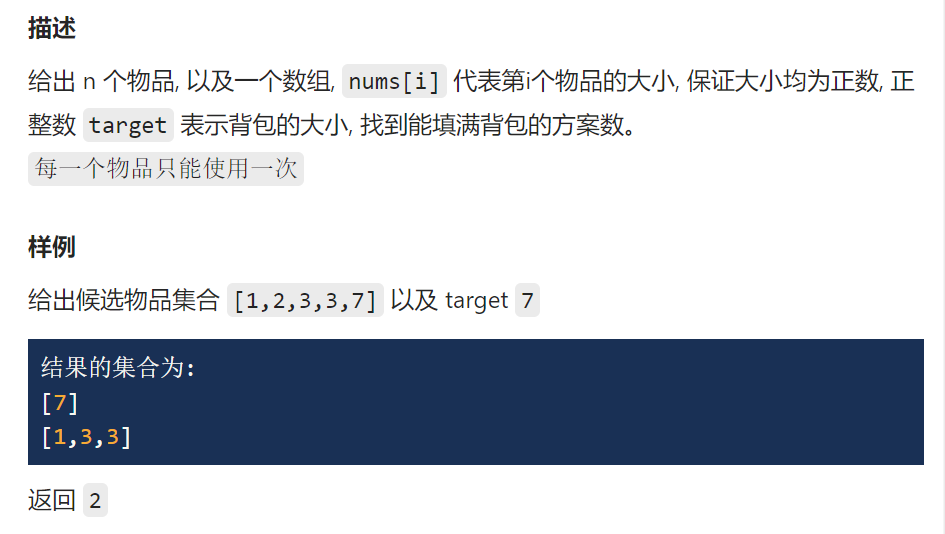 描述
给出 n 个物品, 以及一个数组, nums[i] 代表第i个物品的大小, 保证大小均为正数, 正
整数 target 表示背包的大小, 找到能填满背包的方案数。
每一个物品只能使用一次
样例
给出候选物品集合 [1,2,3,3,7] 以及 target 7
结果的集合为:
[7]
[1,3,3]
返回 2